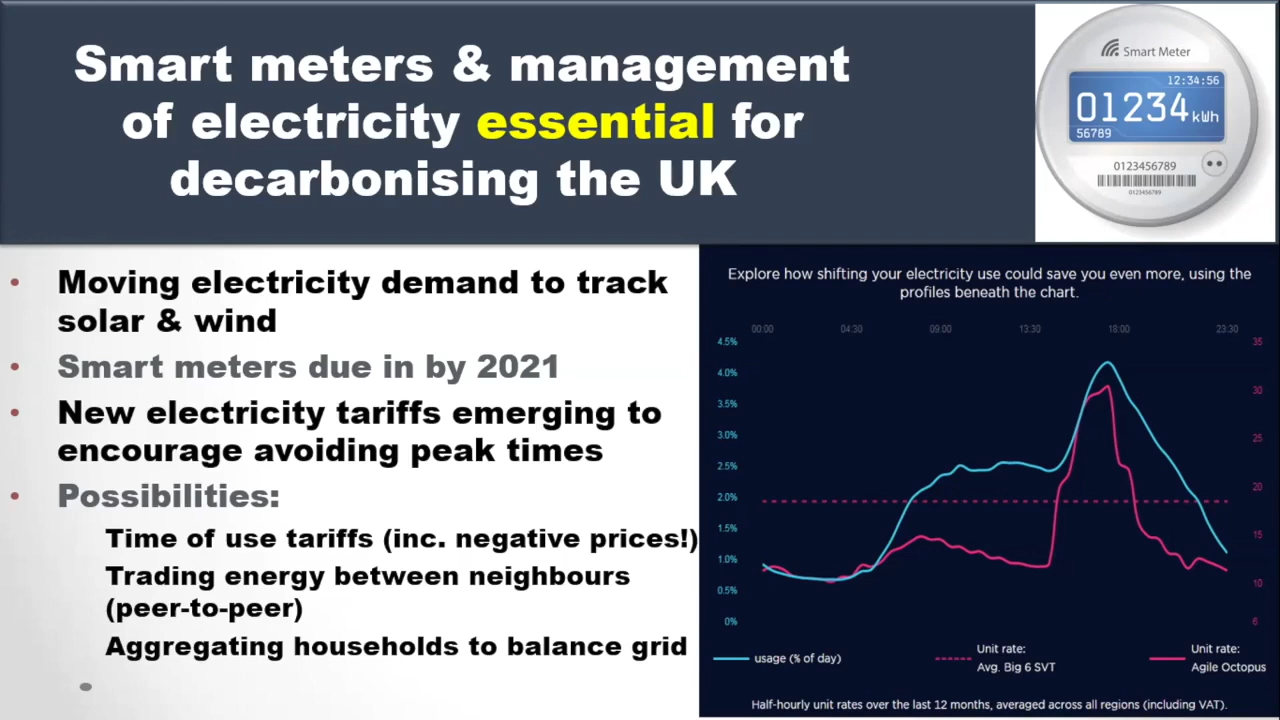 Smart meters & management
of electricity essential for
decarbonising the UK
Smart Meter
12:34:56
01234 kWh
56789
0123456789
0123456789
• Moving electricity demand to track
solar & wind
• Smart meters due in by 2021
• New electricity tariffs emerging to
encourage avoiding peak times
• Possibilities:
Time of use tariffs (inc. negative prices!)
Trading energy between neighbours
(peer-to-peer)
Aggregating households to balance grid
Explore how shifting your electricity use could save you even more, using the
profiles beneath the chart.
00:00 04:30 09:00 13:30 18:00 23:30
4.5% 35
4.0%
30
3.5%
3.0%
25
2.5%
2.0% 20
1.5%
15
1.0%
10
0.5%
0% 6
usage (% of day)
Unit rate:
Avg. Big 6 SVT
Unit rate:
Agile Octopus
Half-hourly unit rates over the last 12 months, averaged across all regions (including VAT).